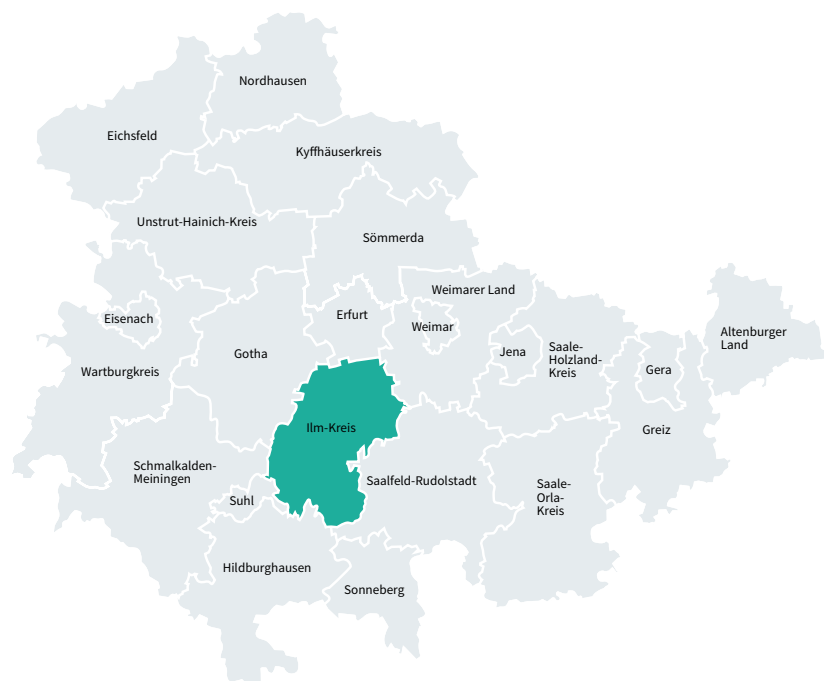 Nordhausen
Eichsfeld
Kyffhäuserkreis
Unstrut-Hainich-Kreis
Sömmerda
Weimarer Land
Eisenach
Erfurt
Weimar
Altenburger
Land
Gotha
Jena
Saale-
Holzland-
Kreis
Gera
Wartburgkreis
Ilm-Kreis
Greiz
Schmalkalden-
Meiningen
Saalfeld-Rudolstadt
Saale-
Orla-
Kreis
Suhl
Hildburghausen
Sonneberg